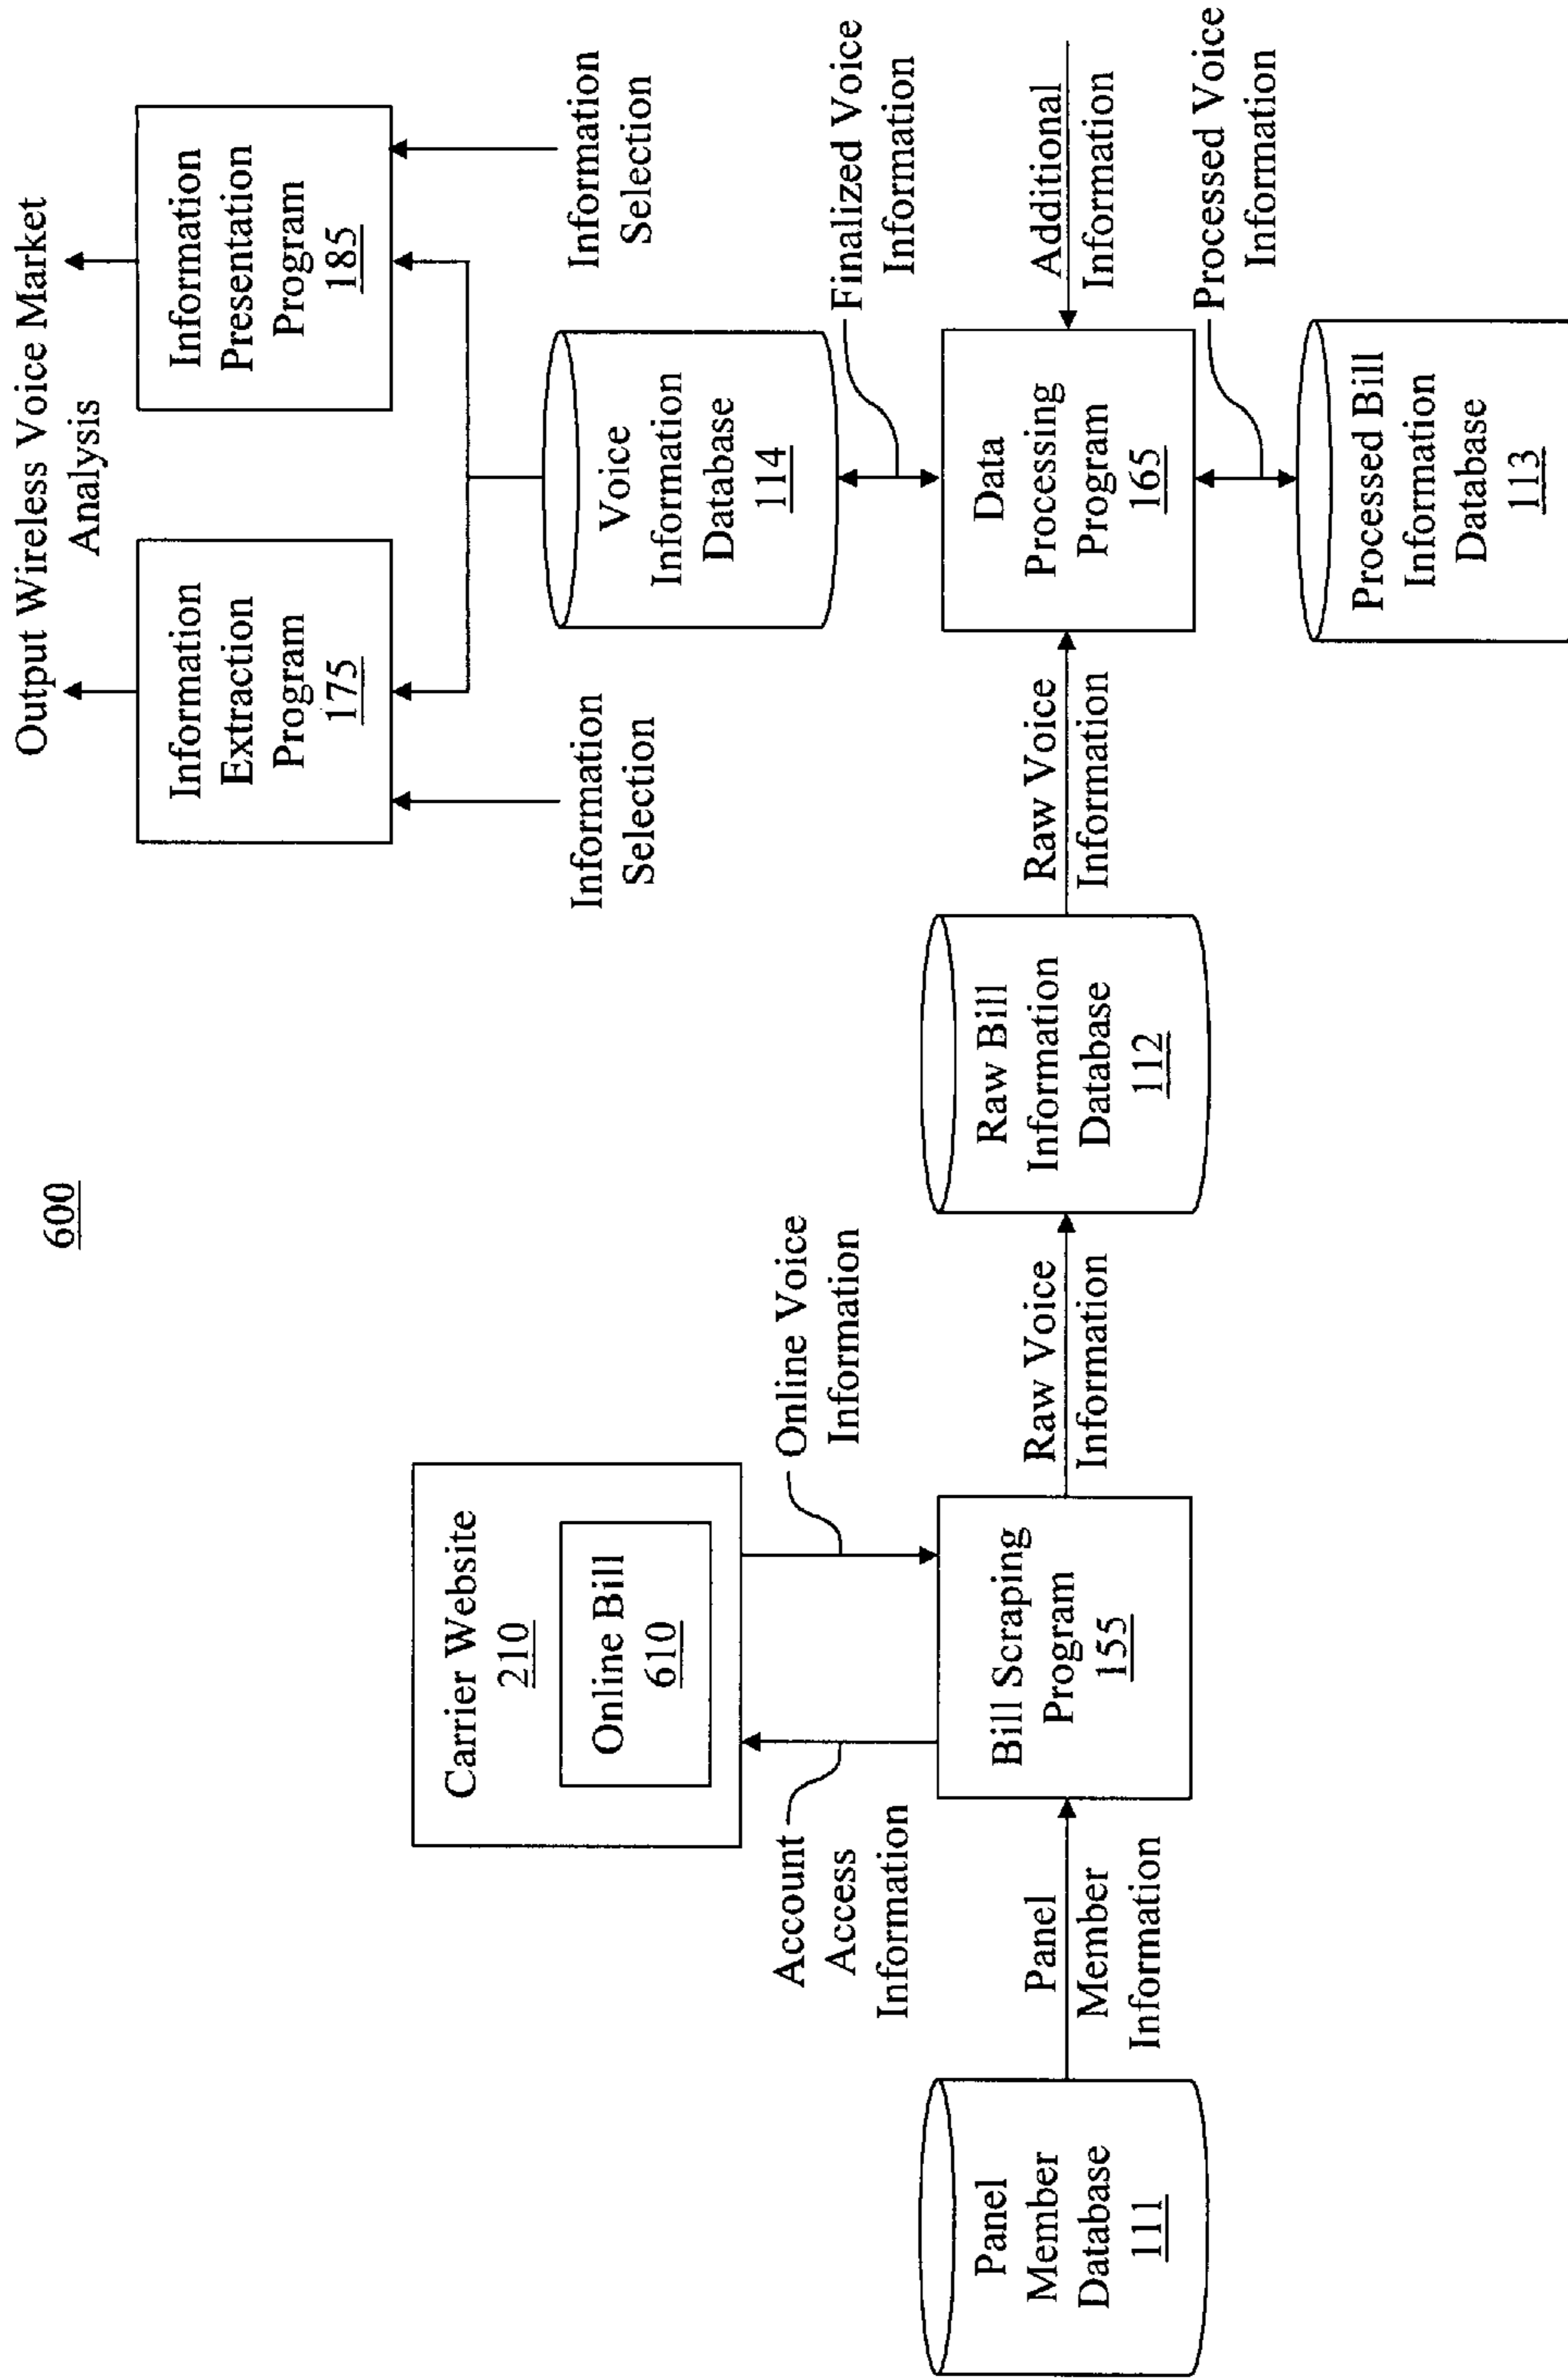 600
Output Wireless Voice Market
Analysis
Information
Extraction
Program
175
Information
Presentation
Program
185
Information
Selection
Information
Selection
Carrier Website
210
Online Bill
610
Voice
Information
Database
114
Account
Access
Information
Online Voice
Information
Finalized Voice
Information
Panel
Member
Database
111
Panel
Member
Information
Bill Scraping
Program
155
Raw Voice
Information
Raw Bill
Information
Database
112
Raw Voice
Information
Data
Processing
Program
165
Additional
Information
Processed Voice
Information
Processed Bill
Information
Database
113